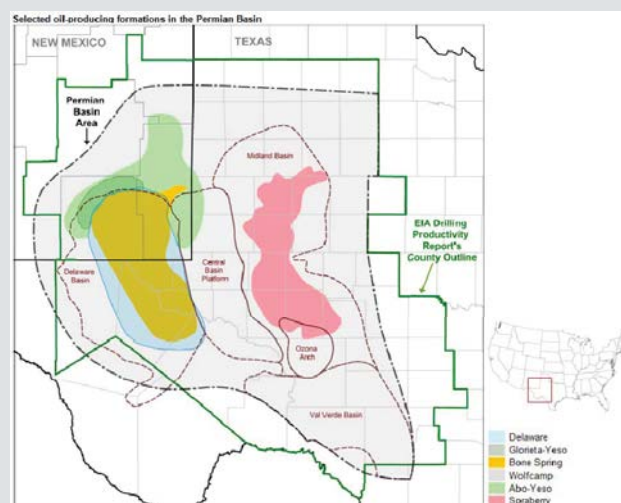 Selected oil-producing formations in the Permian Basin
NEW MEXICO
TEXAS
Permian
Basin
Area
Midland Basin
EIA Drilling
Productivity
Report's
County Outline
Delaware
Basin
Central
Basin
Platform
Ozona
Arch
Val Verde Basin
Delaware
Glorieta-Yeso
Bone Spring
Wolfcamp
Abo-Yeso
Spraberry